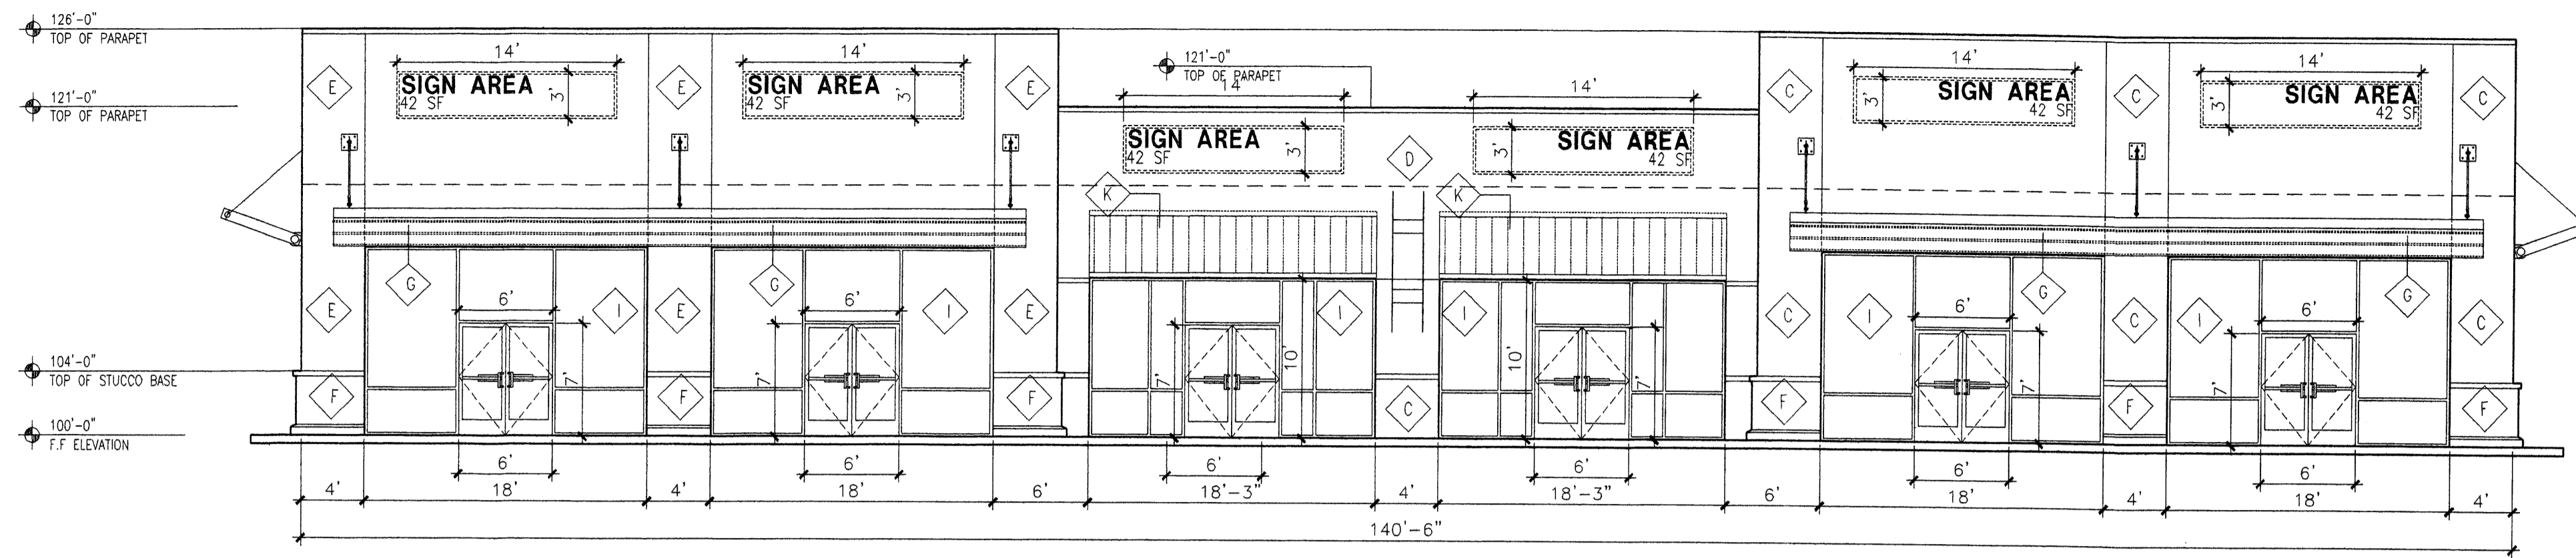 126'-0"
TOP OF PARAPET
121'-0"
TOP OF PARAPET
104'-0"
TOP OF STUCCO BASE
100'-0"
F.F ELEVATION
121'-0"
TOP OF PARAPET
14' 14' 14 14' 14' 14'
SIGN AREA
42 SF
3'
SIGN AREA
42 SF
3'
SIGN AREA
42 SF
3'
SIGN AREA
42 SF
3'
SIGN AREA
42 SF
3'
SIGN AREA
42 SF
3'
E E E D C C C
K K
G G G G
E I E I E I I C I C I C
6' 6' 6' 6'
7' 7' 7' 10' 10' 7' 7' 7'
F F F C F F F
6' 6' 6' 6' 6' 6'
4' 18' 4' 18' 6' 18'-3" 4' 18'-3" 6' 18' 4' 18' 4'
140'-6"